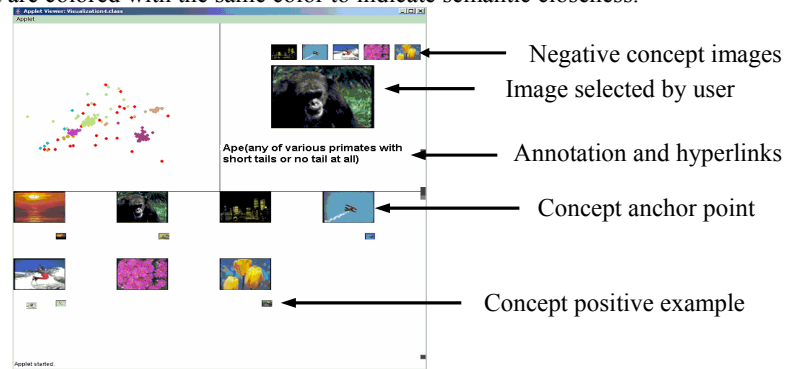 are colored with the same color to indicate semantic closeness.
Applet Viewer: Visualization4.class
Applet
Negative concept images
Image selected by user
Ape(any of various primates with
short tails or no tail at all)
Annotation and hyperlinks
Concept anchor point
Concept positive example
Applet started.